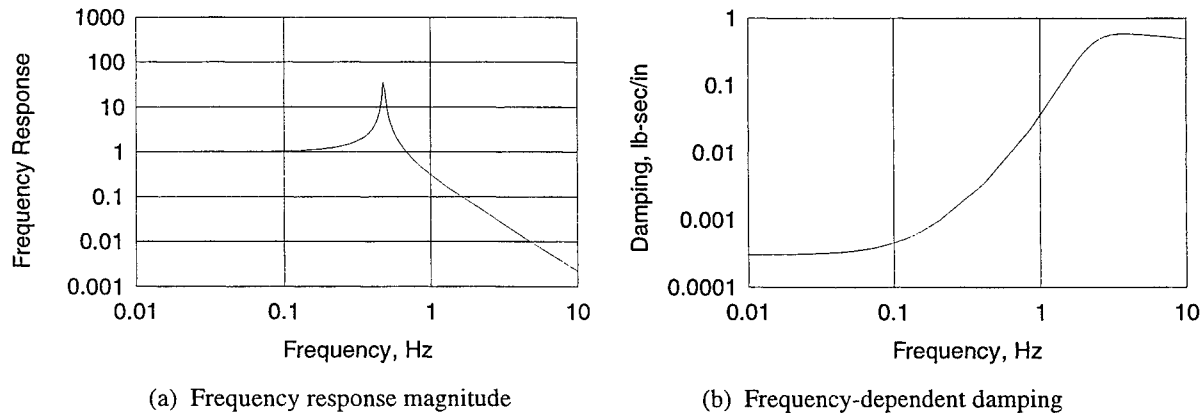 1000
100
10
1
0.1
0.01
0.001
Frequency Response
0.01 0.1 1 10
Frequency, Hz
(a) Frequency response magnitude
1
0.1
0.01
0.001
0.0001
Damping, lb-sec/in
0.01 0.1 1 10
Frequency, Hz
(b) Frequency-dependent damping